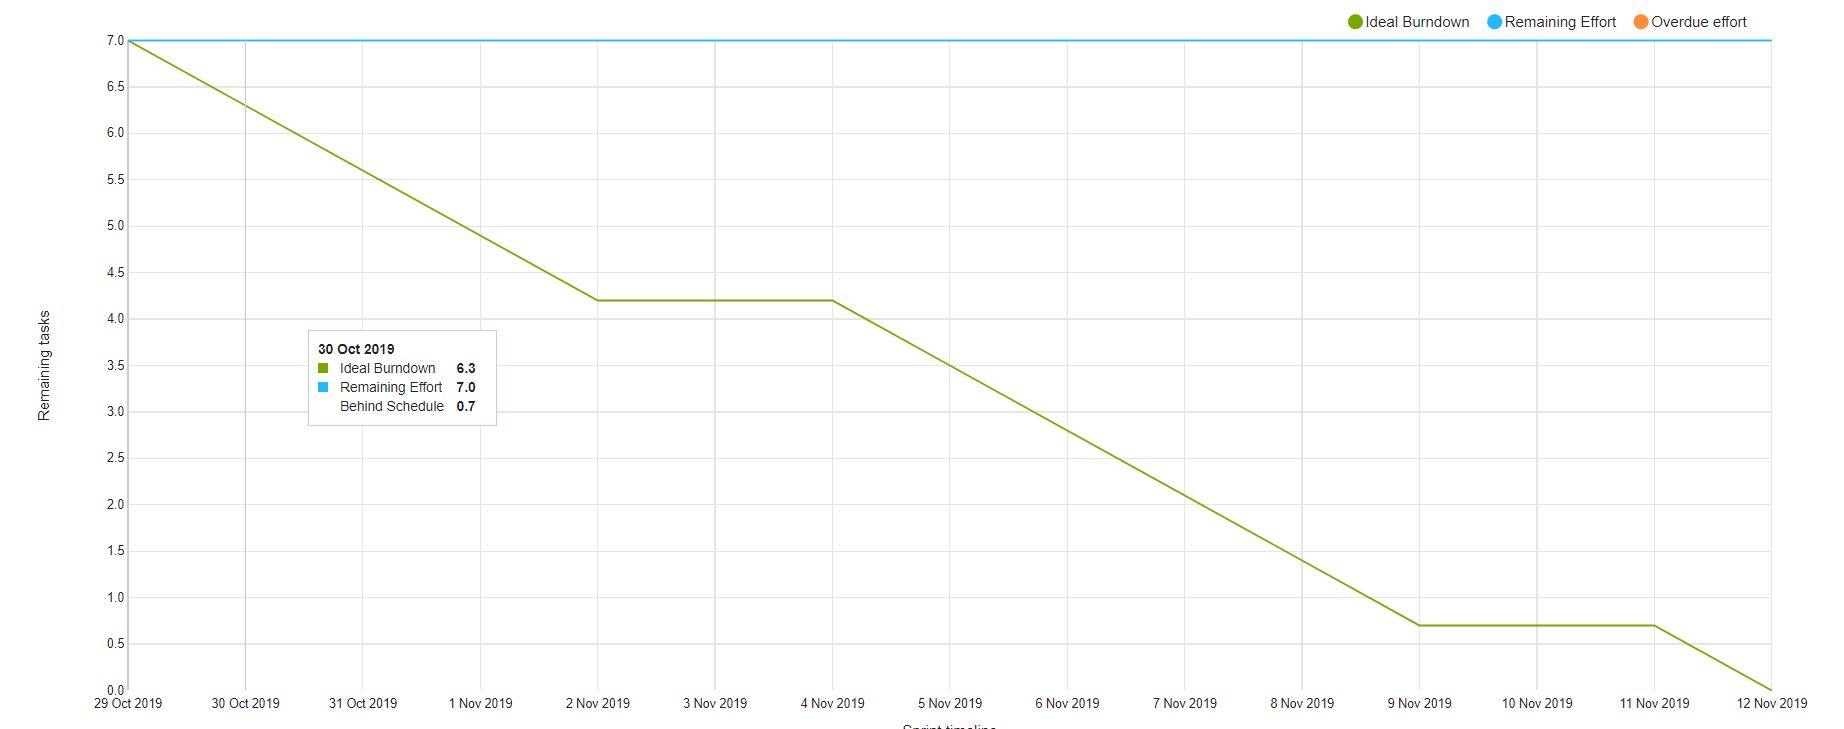 Ideal Burndown Remaining Effort Overdue effort
7.0
6.5
6.0
5.5
5.0
4.5
4.0
3.5
3.0
2.5
2.0
1.5
1.0
0.5
0.0
Remaining tasks
30 Oct 2019
Ideal Burndown 6.3
Remaining Effort 7.0
Behind Schedule 0.7
29 Oct 2019 30 Oct 2019 31 Oct 2019 1 Nov 2019 2 Nov 2019 3 Nov 2019 4 Nov 2019 5 Nov 2019 6 Nov 2019 7 Nov 2019 8 Nov 2019 9 Nov 2019 10 Nov 2019 11 Nov 2019 12 Nov 2019
Sprint timeline